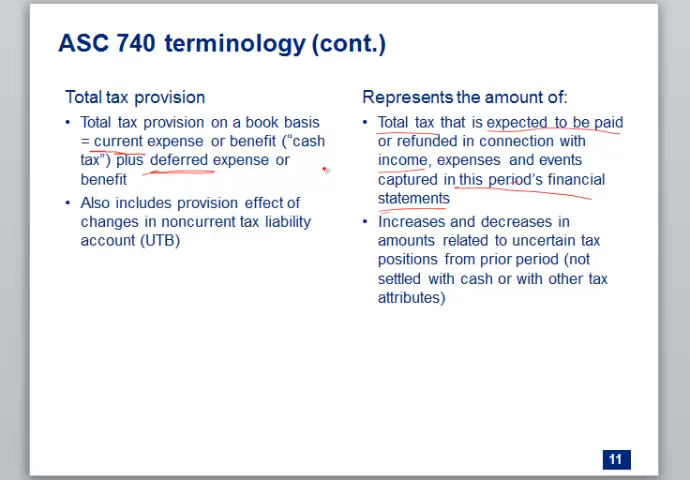 ASC 740 terminology (cont.)
Total tax provision
• Total tax provision on a book basis
= current expense or benefit (“cash
tax”) plus deferred expense or
benefit
• Also includes provision effect of
changes in noncurrent tax liability
account (UTB)
Represents the amount of:
• Total tax that is expected to be paid
or refunded in connection with
income, expenses and events
captured in this period’s financial
statements
• Increases and decreases in
amounts related to uncertain tax
positions from prior period (not
settled with cash or with other tax
attributes)
11